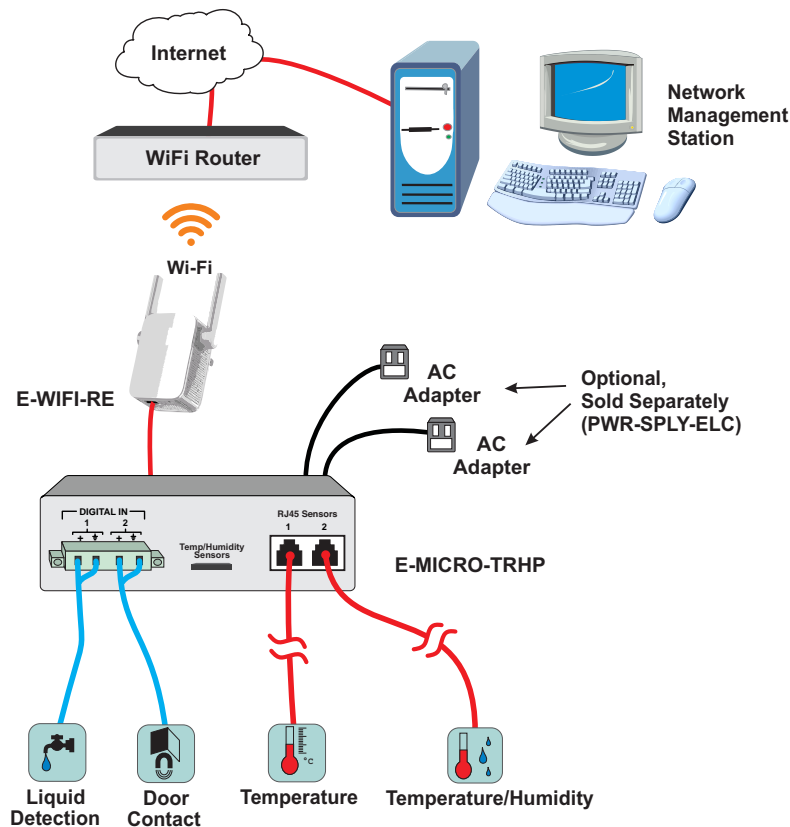 Internet
Network
Management
Station
WiFi Router
Wi-Fi
E-WIFI-RE
AC
Adapter
Optional,
Sold Separately
(PWR-SPLY-ELC)
AC
Adapter
DIGITAL IN
1 2
+ +
RJ45 Sensors
1 2
Temp/Humidity
Sensors
E-MICRO-TRHP
°C
Liquid
Detection
Door
Contact
Temperature
Temperature/Humidity